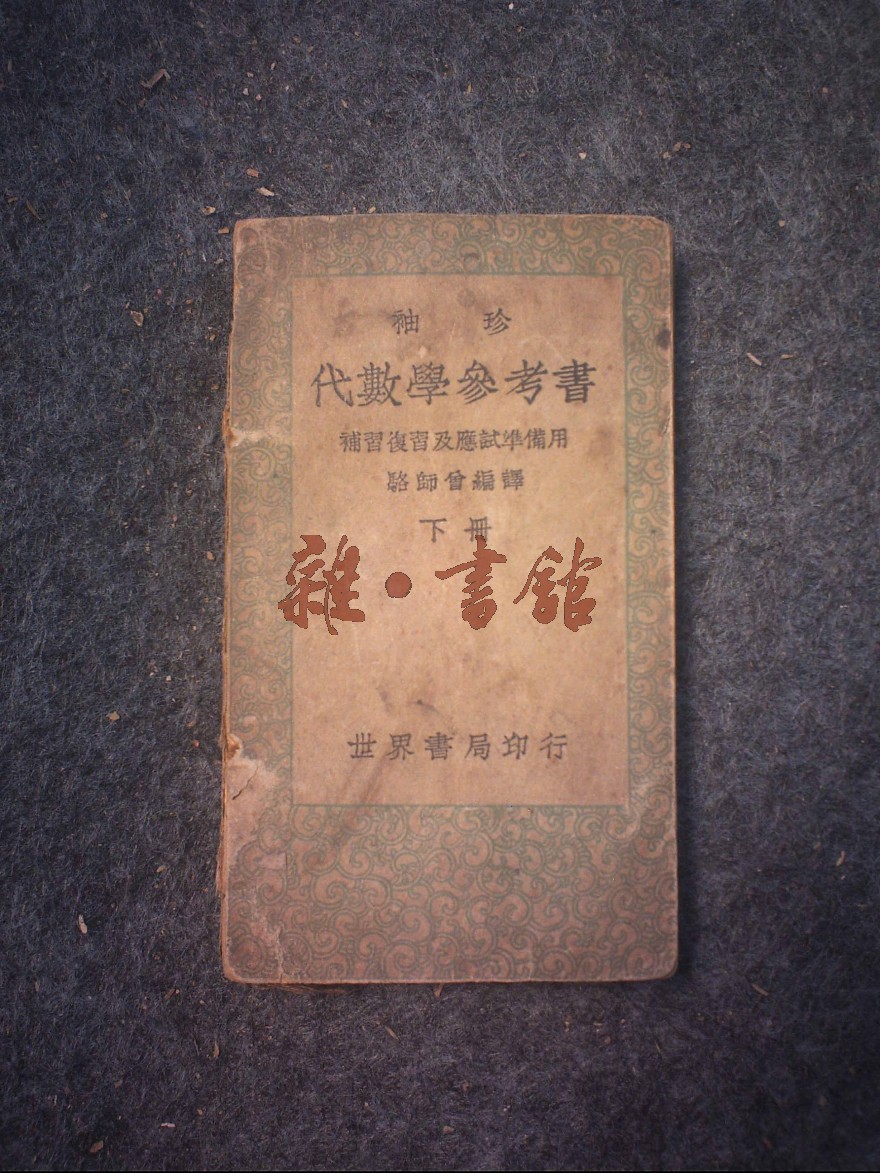 袖珍
代數學參考書
補習復習及應試準備用
駱師曾編譯
下冊
雜·書館
世界書局印行